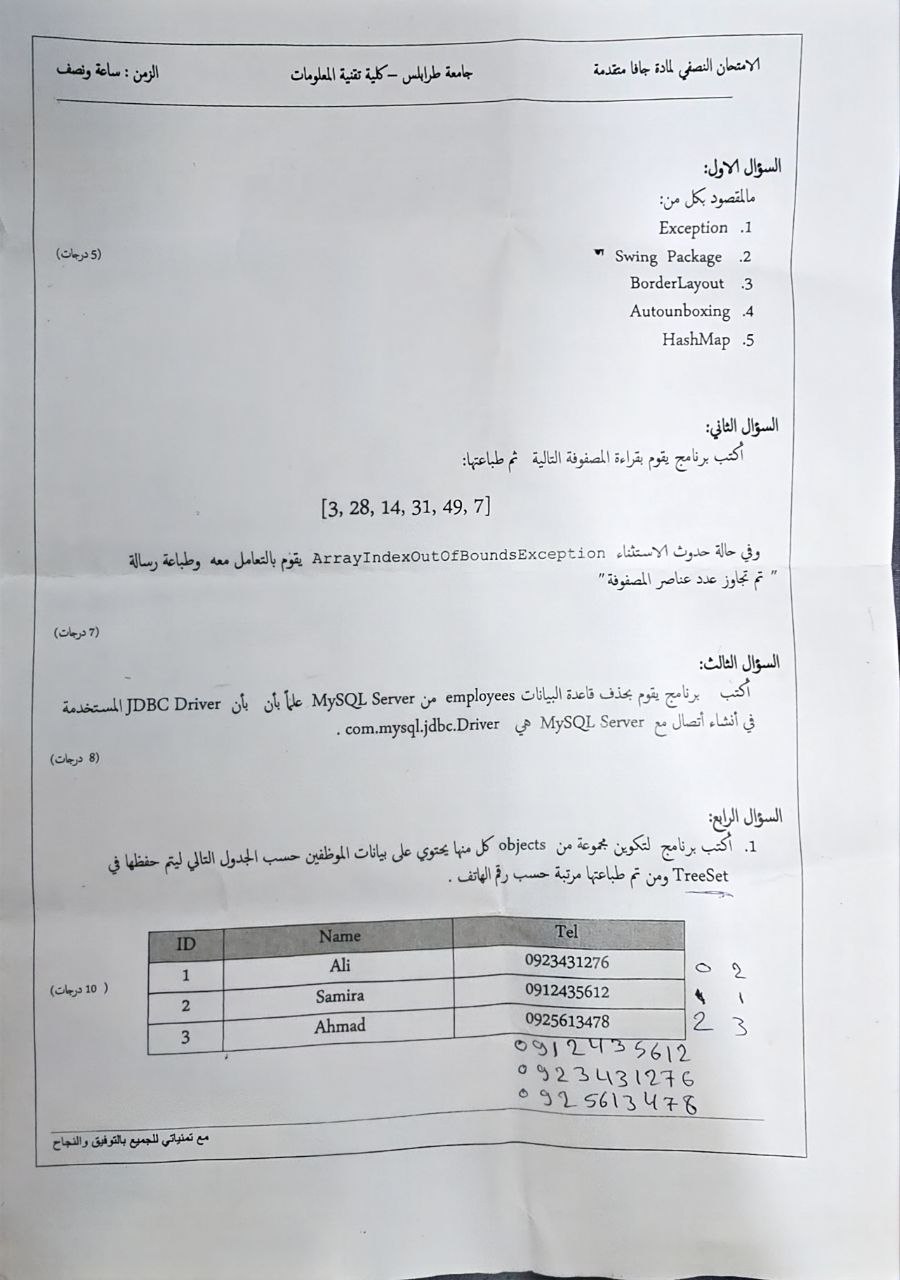 الامتحان النصفي لمادة جافا متقدمة جامعة طرابلس – كلية تقنية المعلومات الزمن : ساعة ونصف
السؤال الاول:
مالمقصود بكل من:
1. Exception
2. Swing Package (5 درجات)
3. BorderLayout
4. Autounboxing
5. HashMap
السؤال الثاني:
أكتب برنامج يقوم بقراءة المصفوفة التالية ثم طباعتها:
[3, 28, 14, 31, 49, 7]
وفي حالة حدوث الاستثناء ArrayIndexOutOfBoundsException يقوم بالتعامل معه وطباعة رسالة
" تم تجاوز عدد عناصر المصفوفة"
(7 درجات)
السؤال الثالث:
أكتب برنامج يقوم بحذف قاعدة البيانات employees من MySQL Server علماً بأن بأن JDBC Driver المستخدمة
في أنشاء أتصال مع MySQL Server هي com.mysql.jdbc.Driver .
(8 درجات)
السؤال الرابع:
1. أكتب برنامج لتكوين مجموعة من objects كل منها يحتوي على بيانات الموظفين حسب الجدول التالي ليتم حفظها في
TreeSet ومن تم طباعتها مرتبة حسب رقم الهاتف .
ID Name Tel
1 Ali 0923431276 0 2
2 Samira 0912435612 1
3 Ahmad 0925613478 2 3
(10 درجات)
0912435612
0923431276
0925613478
مع تمنياتي للجميع بالتوفيق والنجاح